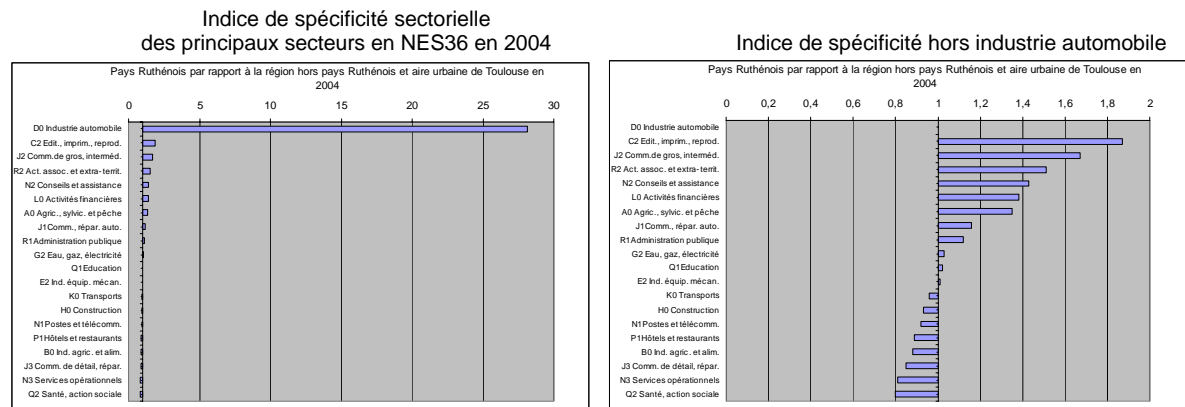 Indice de spécificité sectorielle
des principaux secteurs en NES36 en 2004
Pays Ruthénois par rapport à la région hors pays Ruthénois et aire urbaine de Toulouse en
2004
0 5 10 15 20 25 30
D0 Industrie automobile
C2 Edit., imprim., reprod.
J2 Comm.de gros, interméd.
R2 Act. assoc. et extra-territ.
N2 Conseils et assistance
L0 Activités financières
A0 Agric., sylvic. et pêche
J1Comm., répar. auto.
R1Administration publique
G2 Eau, gaz, électricité
Q1Education
E2 Ind. équip. mécan.
K0 Transports
H0 Construction
N1Postes et télécomm.
P1Hôtels et restaurants
B0 Ind. agric. et alim.
J3 Comm. de détail, répar.
N3 Services opérationnels
Q2 Santé, action sociale
Indice de spécificité hors industrie automobile
Pays Ruthénois par rapport à la région hors pays Ruthénois et aire urbaine de Toulouse en
2004
0 0,2 0,4 0,6 0,8 1 1,2 1,4 1,6 1,8 2
D0 Industrie automobile
C2 Edit., imprim., reprod.
J2 Comm.de gros, interméd.
R2 Act. assoc. et extra-territ.
N2 Conseils et assistance
L0 Activités financières
A0 Agric., sylvic. et pêche
J1Comm., répar. auto.
R1Administration publique
G2 Eau, gaz, électricité
Q1Education
E2 Ind. équip. mécan.
K0 Transports
H0 Construction
N1Postes et télécomm.
P1Hôtels et restaurants
B0 Ind. agric. et alim.
J3 Comm. de détail, répar.
N3 Services opérationnels
Q2 Santé, action sociale